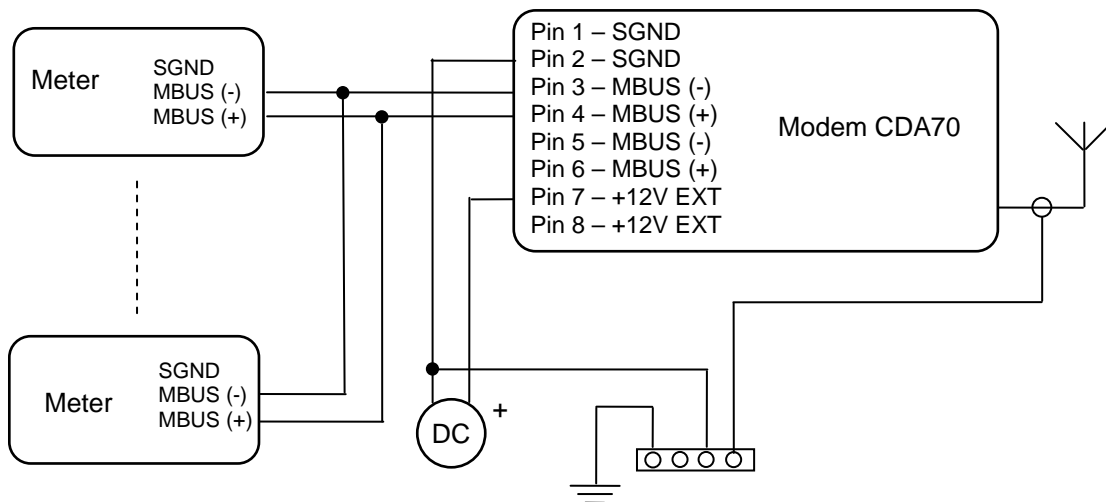 Meter
SGND
MBUS (-)
MBUS (+)
Pin 1 – SGND
Pin 2 – SGND
Pin 3 – MBUS (-)
Pin 4 – MBUS (+)
Pin 5 – MBUS (-)
Pin 6 – MBUS (+)
Pin 7 – +12V EXT
Pin 8 – +12V EXT
Modem CDA70
Meter
SGND
MBUS (-)
MBUS (+)
DC
+